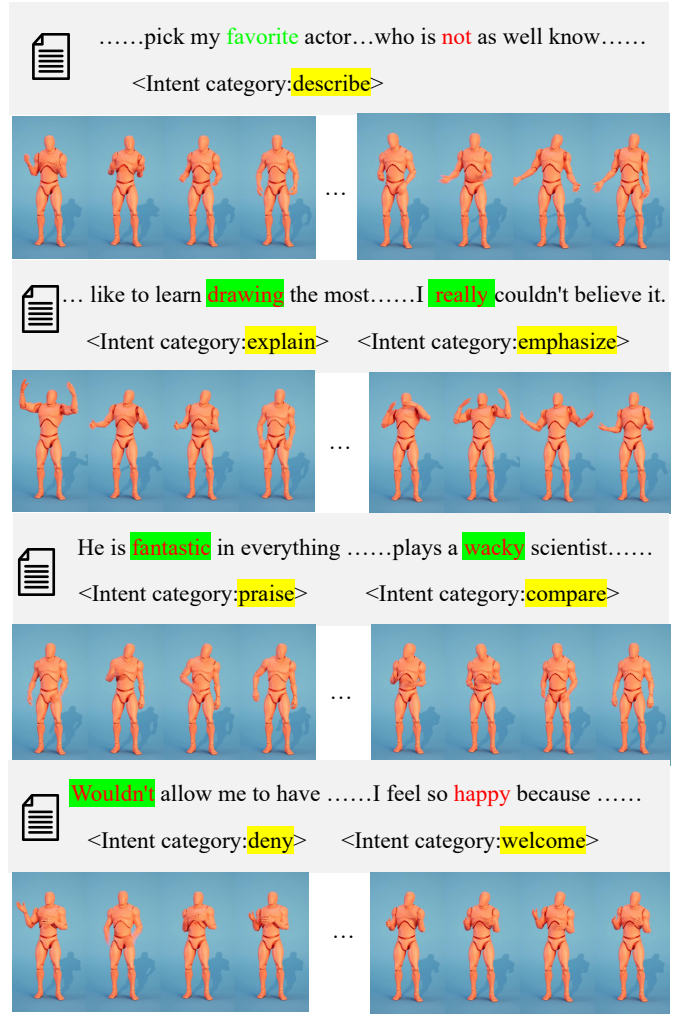 ……pick my favorite actor…who is not as well know……
<Intent category:describe>
…
… like to learn drawing the most……I really couldn't believe it.
<Intent category:explain> <Intent category:emphasize>
…
He is fantastic in everything ……plays a wacky scientist……
<Intent category:praise> <Intent category:compare>
…
Wouldn't allow me to have ……I feel so happy because ……
<Intent category:deny> <Intent category:welcome>
…